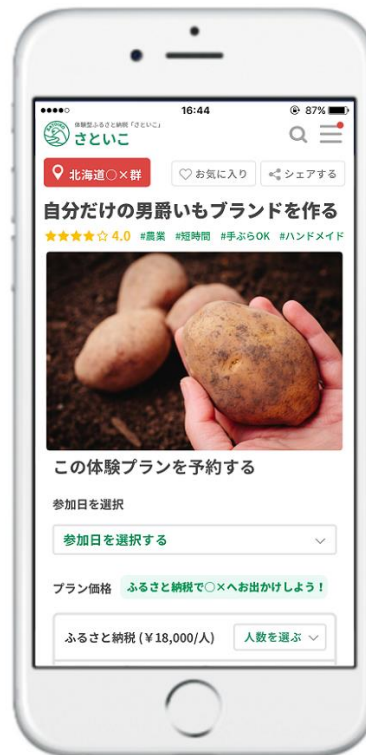 16:44
87%
体験型ふるさと納税「さといこ」
さといこ
北海道○×群
お気に入り
シェアする
自分だけの男爵いもブランドを作る
4.0 #農業 #短時間 #手ぶらOK #ハンドメイド
この体験プランを予約する
参加日を選択
参加日を選択する
プラン価格 ふるさと納税で○×へお出かけしよう！
ふるさと納税 (￥18,000/人) 人数を選ぶ